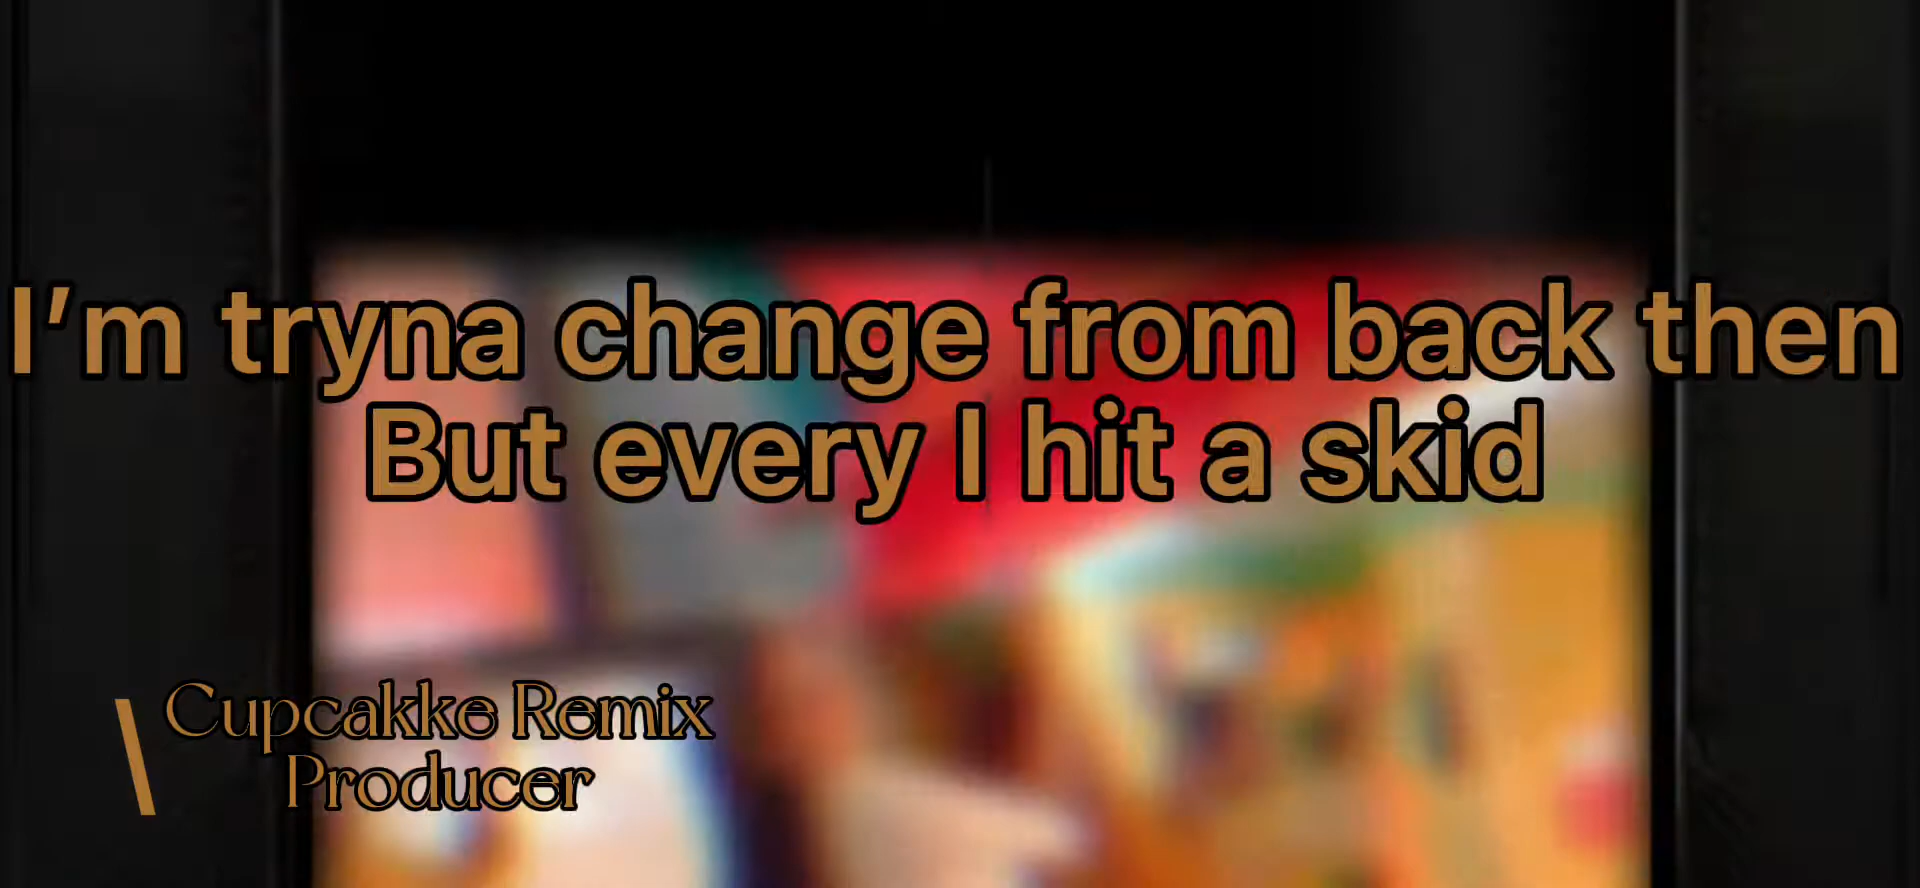 I’m tryna change from back then
But every I hit a skid
Cupcakke Remix
Producer